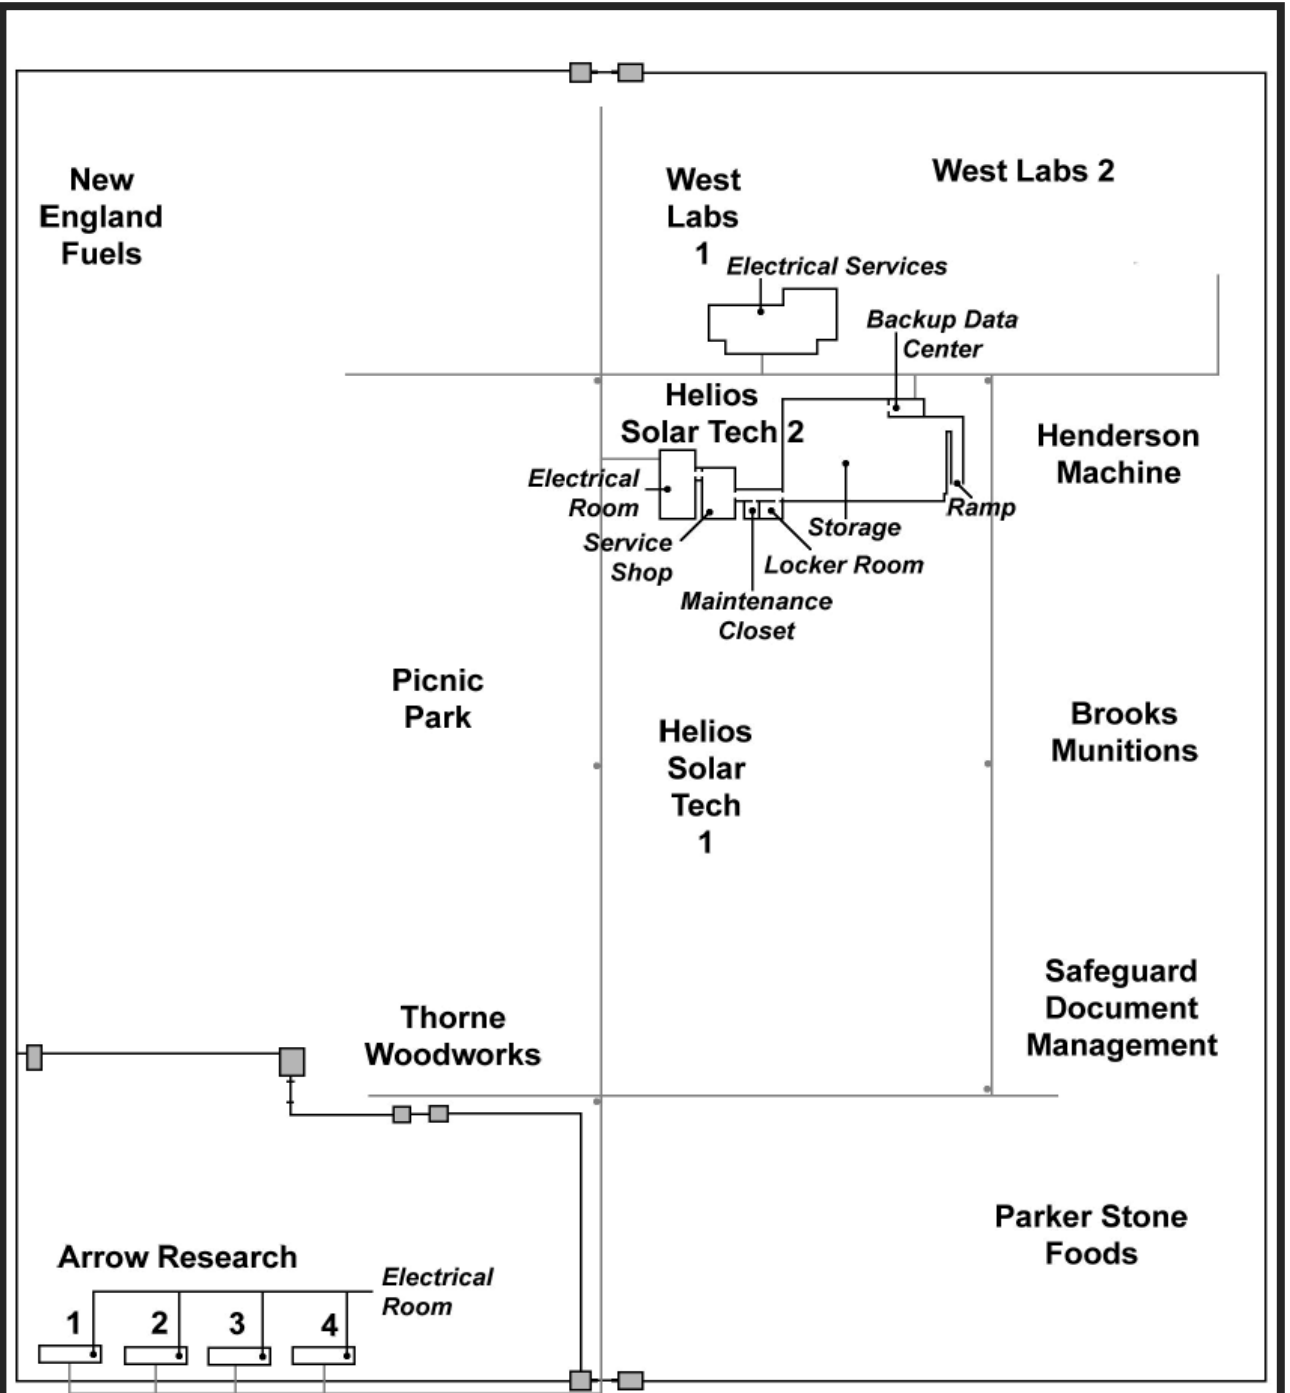 New
England
Fuels
West
Labs
1
West Labs 2
Electrical Services
Backup Data
Center
Helios
Solar Tech 2
Henderson
Machine
Electrical
Room
Ramp
Storage
Service
Shop
Locker Room
Maintenance
Closet
Picnic
Park
Helios
Solar
Tech
1
Brooks
Munitions
Safeguard
Document
Management
Thorne
Woodworks
Parker Stone
Foods
Arrow Research
Electrical
Room
1
2
3
4